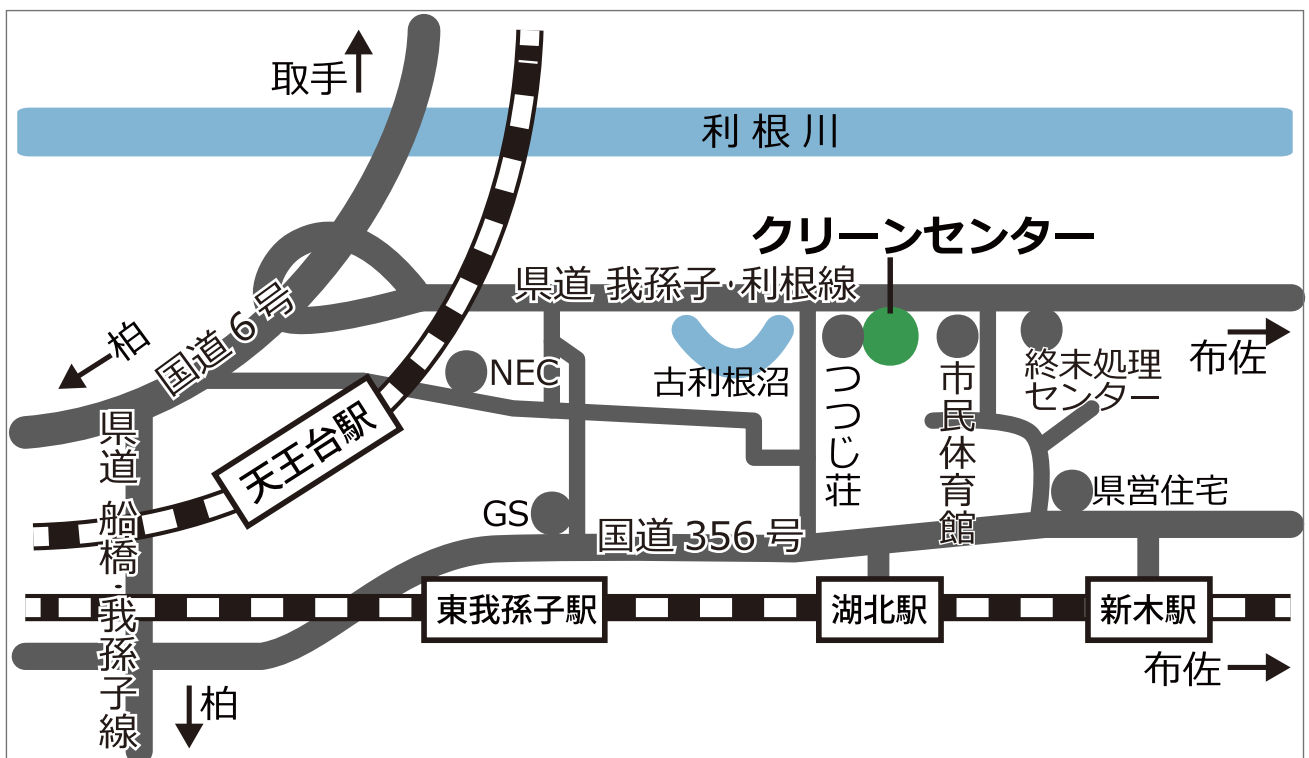 取手
利根川
クリーンセンター
県道 我孫子・利根線
国道6号
柏
布佐
NEC
古利根沼
つつじ荘
市民体育館
終末処理
センター
天王台駅
県道 船橋・我孫子線
GS
国道356号
県営住宅
東我孫子駅
湖北駅
新木駅
布佐
柏